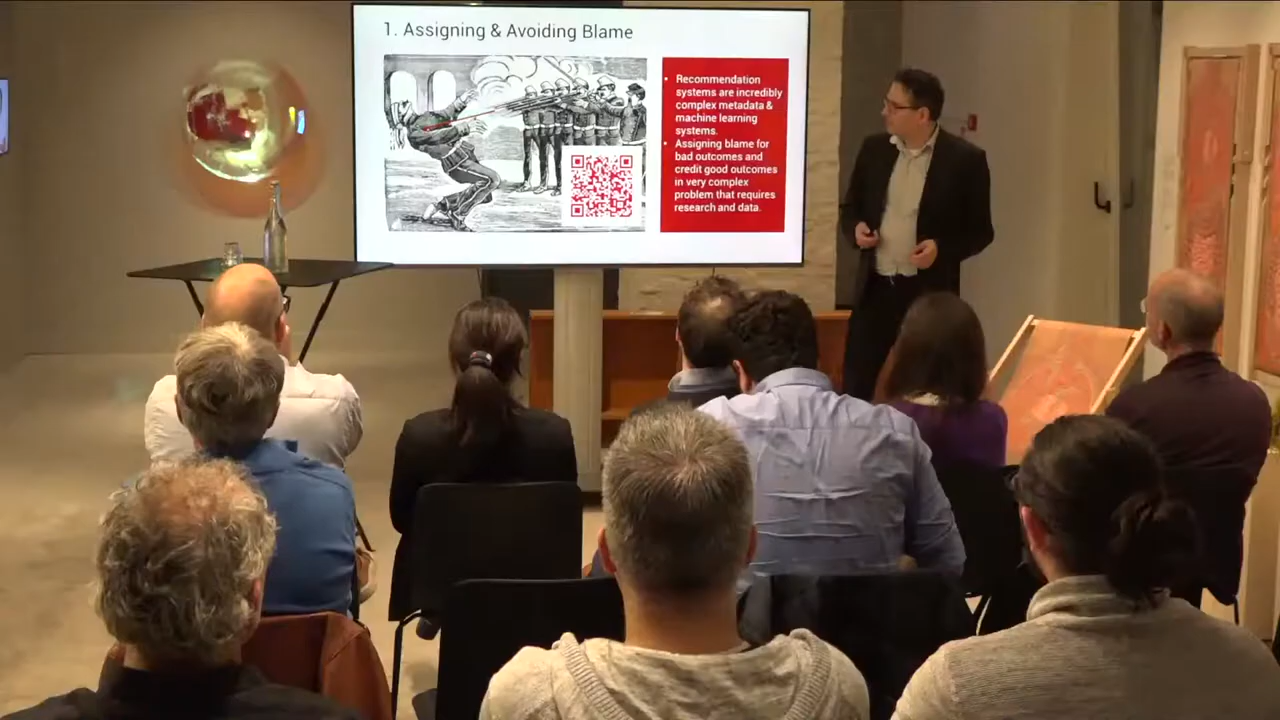 1. Assigning & Avoiding Blame
• Recommendation
systems are incredibly
complex metadata &
machine learning
systems.
• Assigning blame for
bad outcomes and
credit good outcomes
in very complex
problem that requires
research and data.